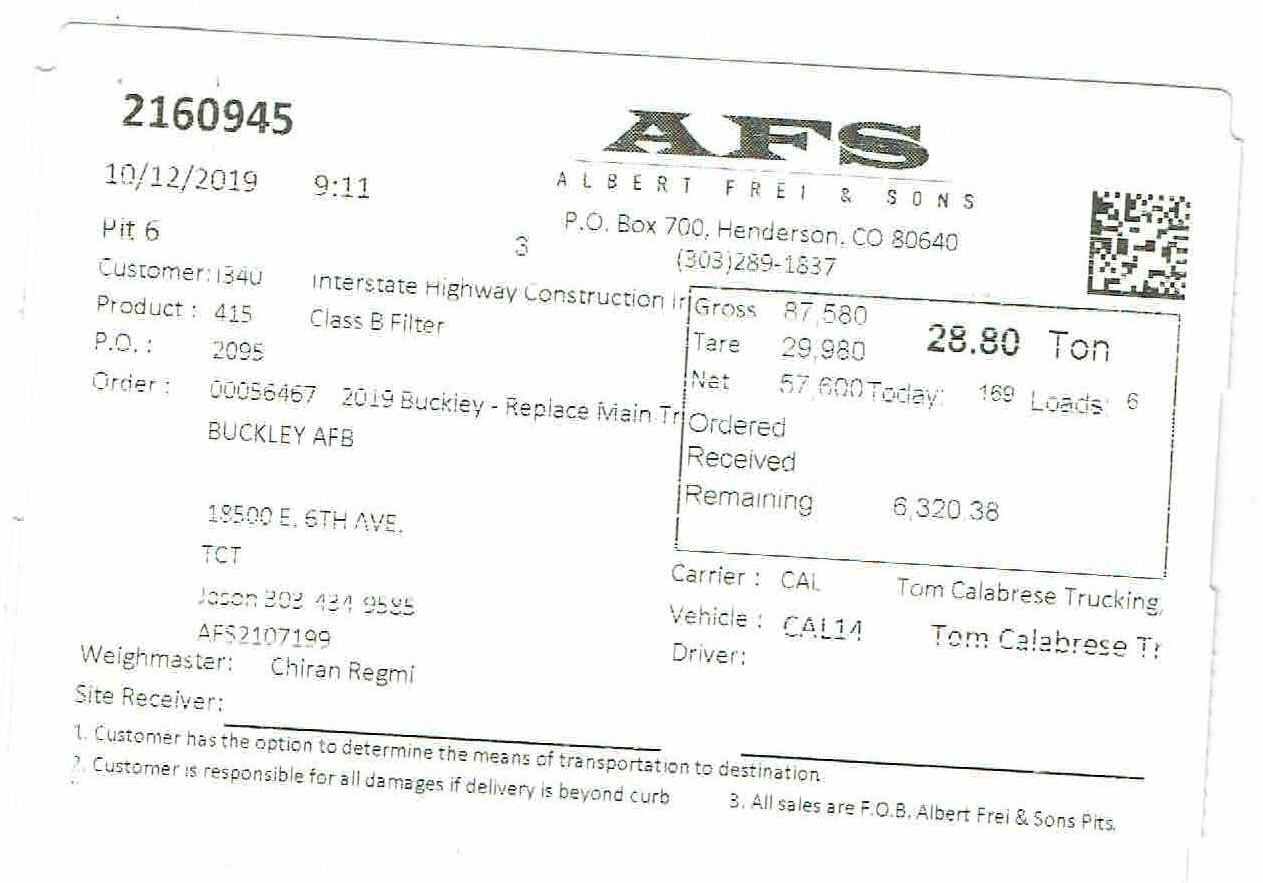 2160945
AFS
ALBERT FREI & SONS
P.O. Box 700, Henderson, CO 80640
(303)289-1837
10/12/2019 9:11
Pit 6 3
Customer: I340 Interstate Highway Construction Ir
Product : 415 Class B Filter
P.O. : 2095
Order : 00056467 2019 Buckley - Replace Main Tr
BUCKLEY AFB
18500 E. 6TH AVE.
TCT
Jason 303 434 9585
AFS2107199
Gross 87,580 28.80 Ton
Tare 29,980
Net 57,600 Today: 169 Loads: 6
Ordered
Received
Remaining 6,320.38
Carrier : CAL Tom Calabrese Trucking,
Vehicle : CAL14 Tom Calabrese Tr
Driver:
Weighmaster: Chiran Regmi
Site Receiver:
1. Customer has the option to determine the means of transportation to destination
2. Customer is responsible for all damages if delivery is beyond curb
3. All sales are F.O.B. Albert Frei & Sons Pits.